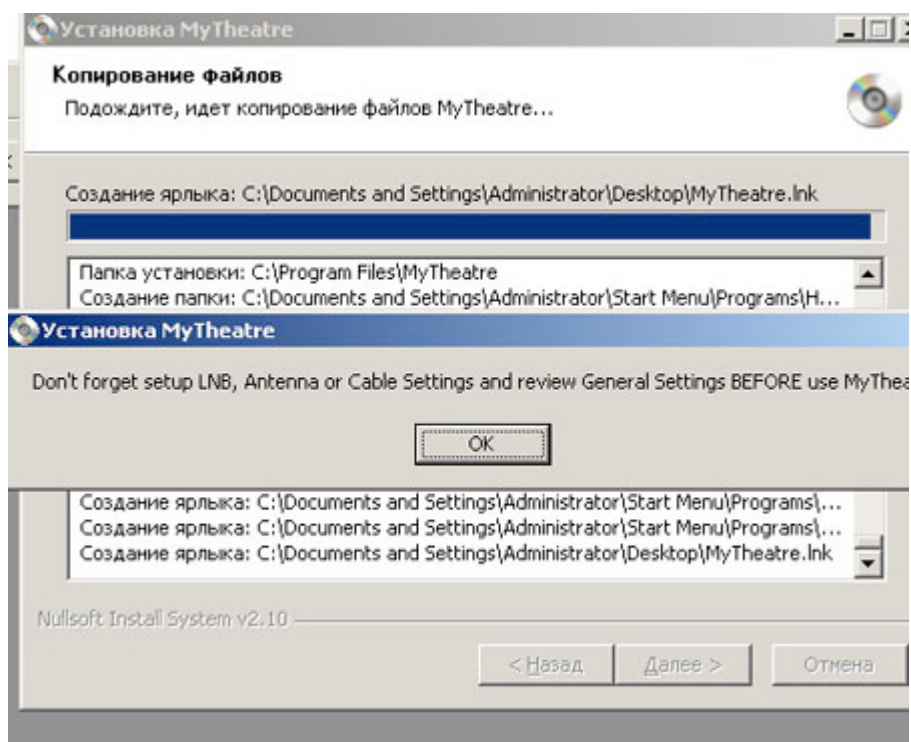 Установка MyTheatre
Копирование файлов
Подождите, идет копирование файлов MyTheatre...
Создание ярлыка: C:\Documents and Settings\Administrator\Desktop\MyTheatre.lnk
Папка установки: C:\Program Files\MyTheatre
Создание папки: C:\Documents and Settings\Administrator\Start Menu\Programs\H...
Установка MyTheatre
Don't forget setup LNB, Antenna or Cable Settings and review General Settings BEFORE use MyThea
OK
Создание ярлыка: C:\Documents and Settings\Administrator\Start Menu\Programs\...
Создание ярлыка: C:\Documents and Settings\Administrator\Start Menu\Programs\...
Создание ярлыка: C:\Documents and Settings\Administrator\Desktop\MyTheatre.lnk
Nullsoft Install System v2.10
< Назад Далее > Отмена